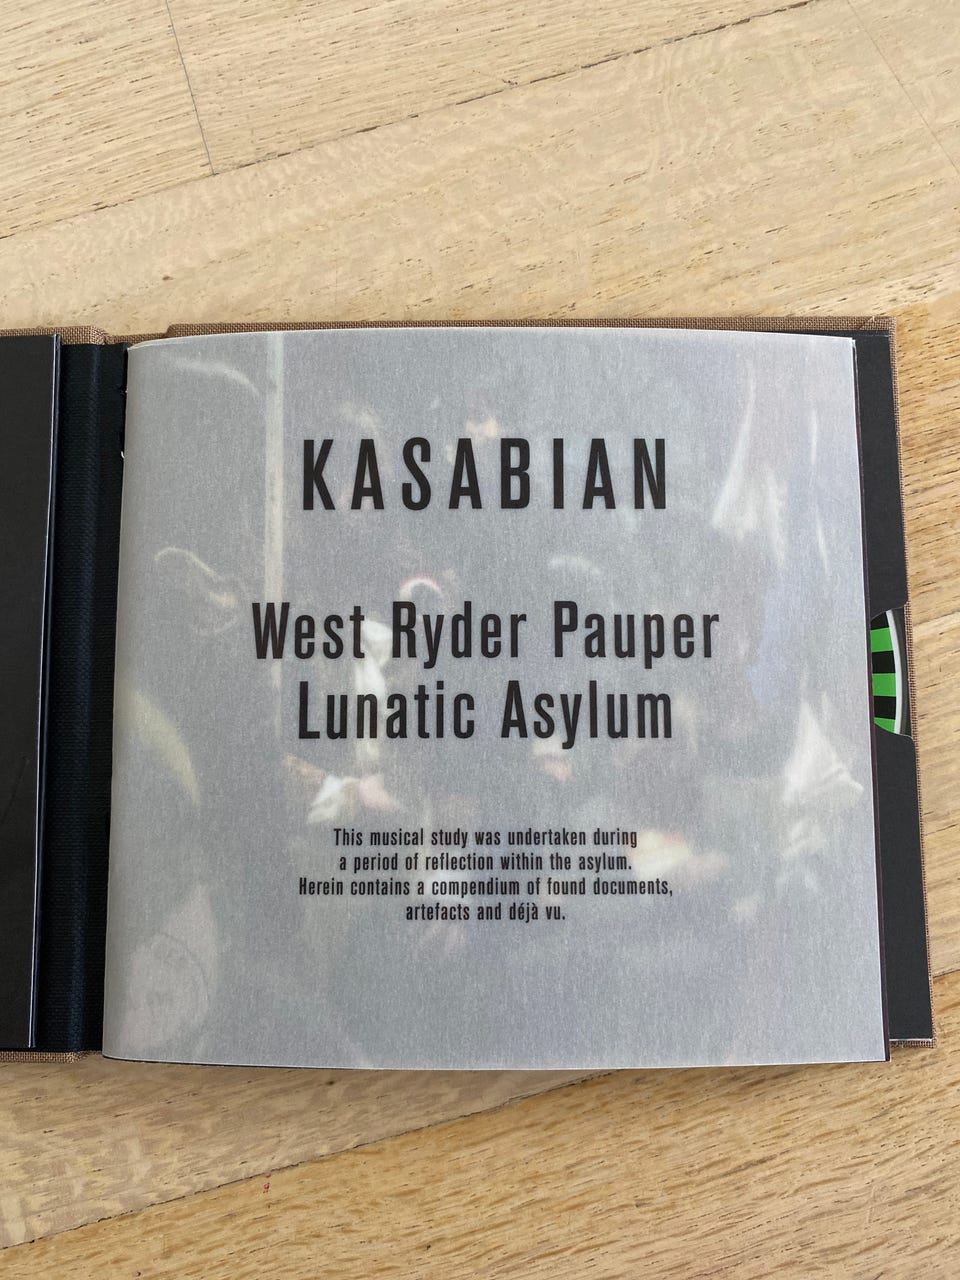 KASABIAN
West Ryder Pauper
Lunatic Asylum
This musical study was undertaken during
a period of reflection within the asylum.
Herein contains a compendium of found documents,
artefacts and déjà vu.